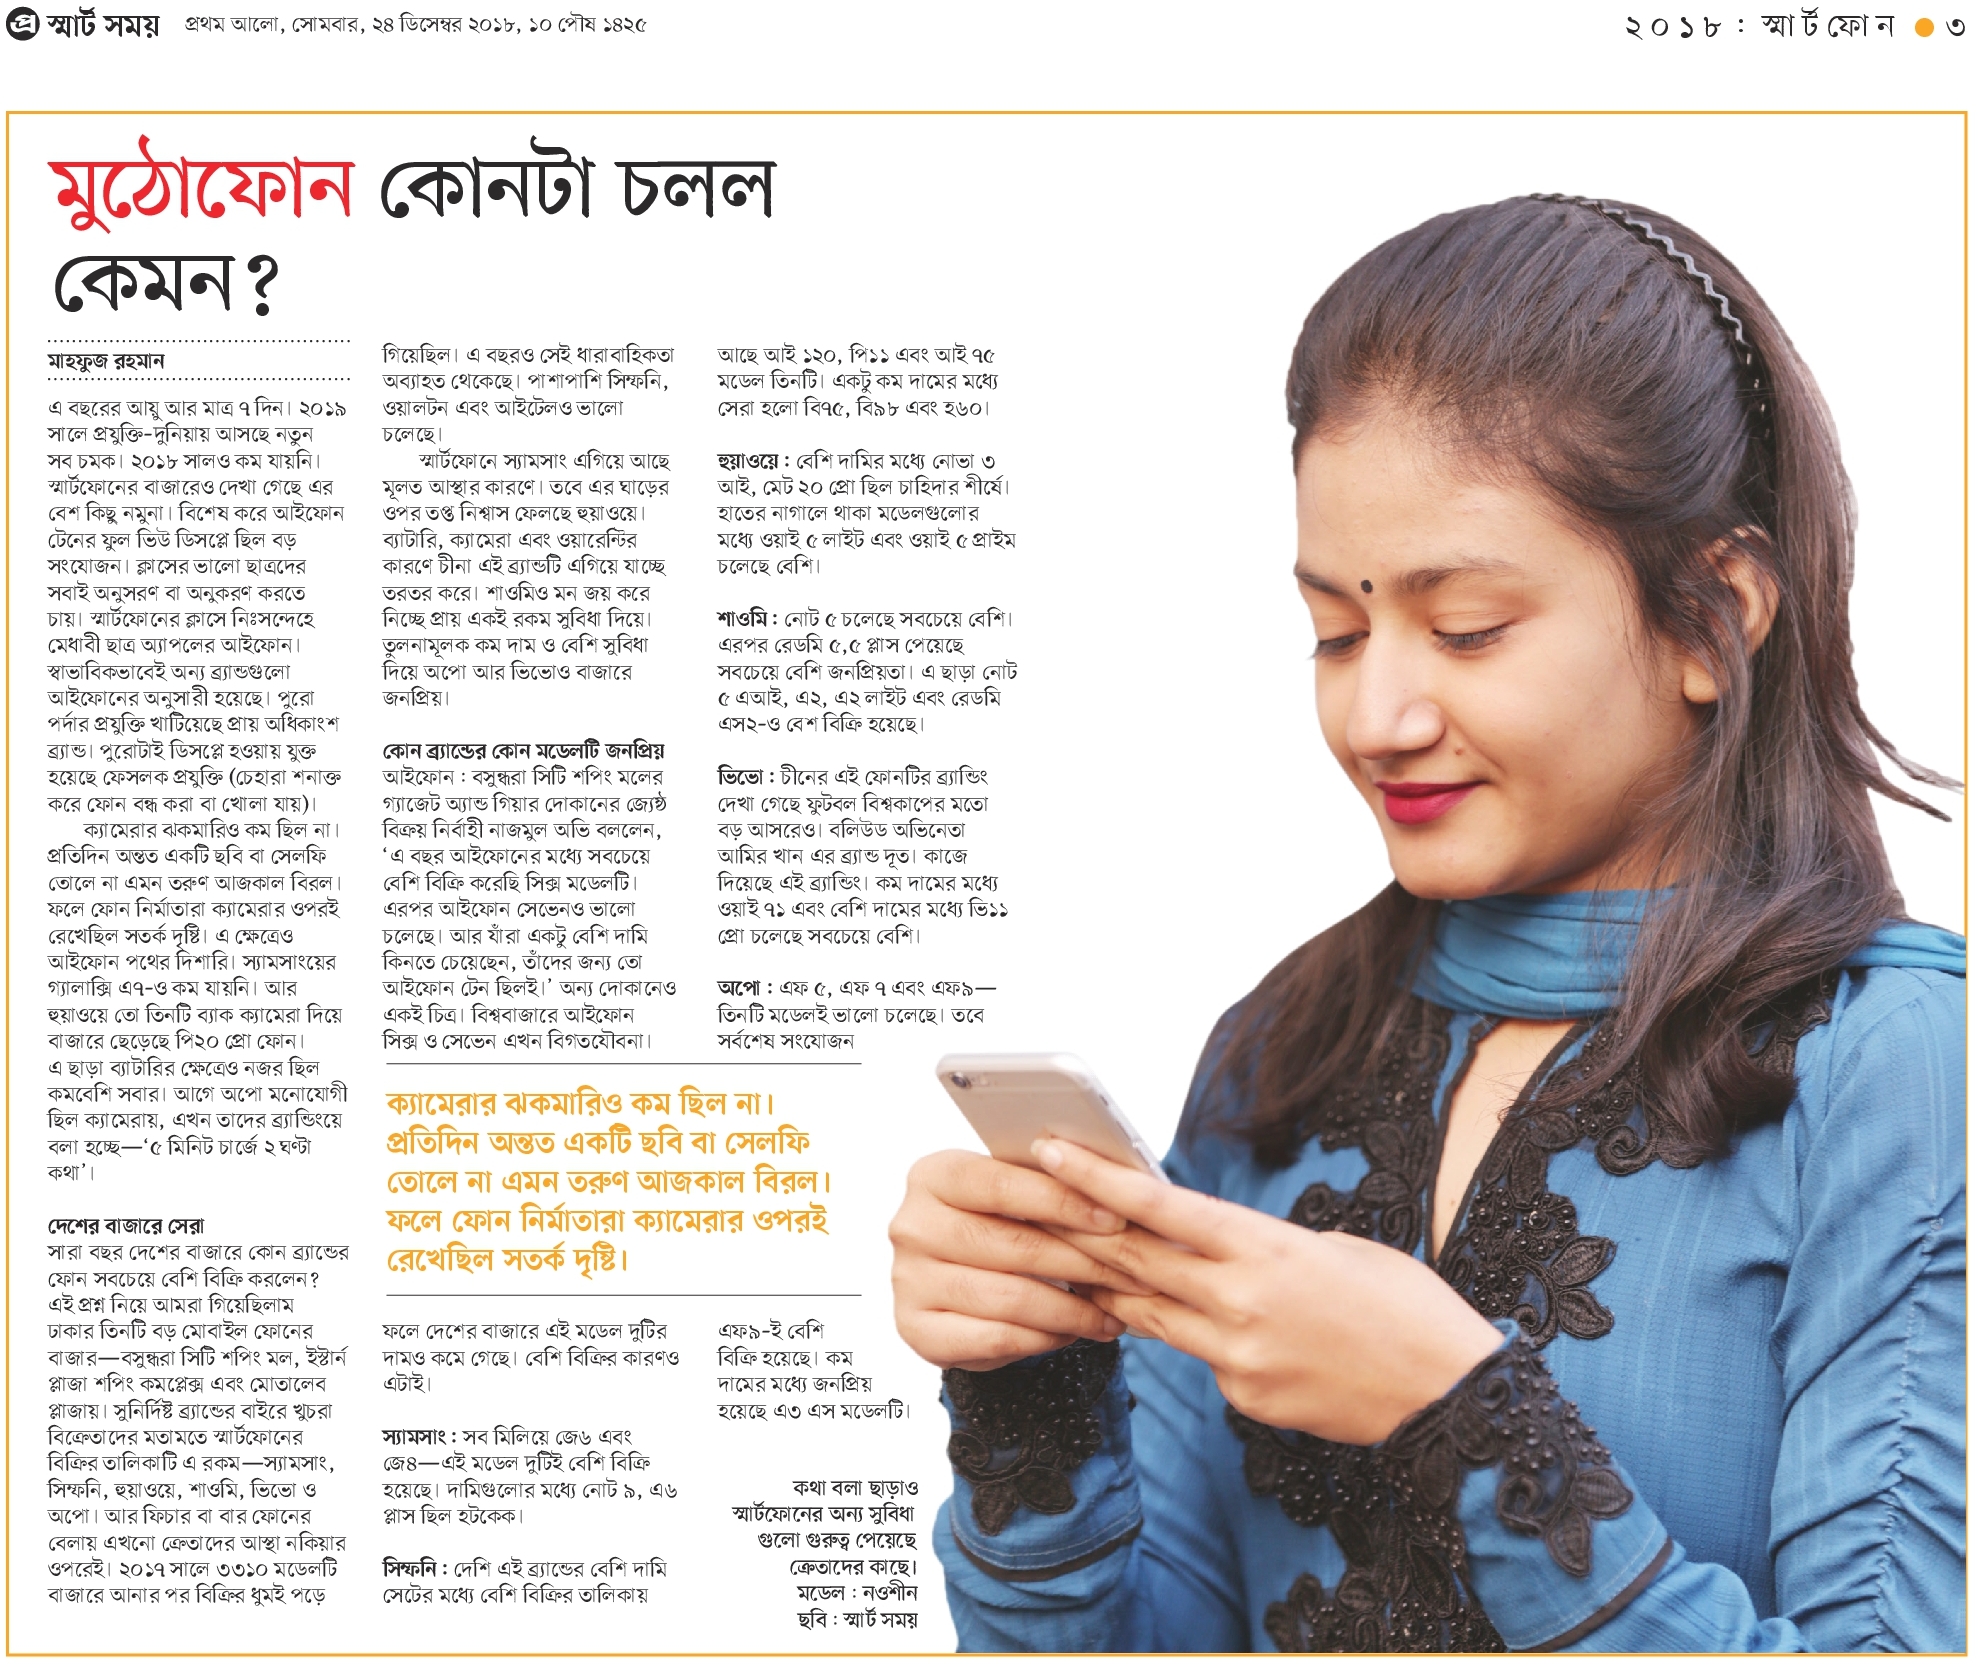 প্র স্মার্ট সময় প্রথম আলো, সোমবার, ২৪ ডিসেম্বর ২০১৮, ১০ পৌষ ১৪২৫
২০১৮ : স্মার্টফোন ● ৩
মুঠোফোন কোনটা চলল
কেমন?
মাহফুজ রহমান
এ বছরের আয়ু আর মাত্র ৭ দিন। ২০১৯
সালে প্রযুক্তি-দুনিয়ায় আসছে নতুন
সব চমক। ২০১৮ সালও কম যায়নি।
স্মার্টফোনের বাজারেও দেখা গেছে এর
বেশ কিছু নমুনা। বিশেষ করে আইফোন
টেনের ফুল ভিউ ডিসপ্লে ছিল বড়
সংযোজন। ক্লাসের ভালো ছাত্রদের
সবাই অনুসরণ বা অনুকরণ করতে
চায়। স্মার্টফোনের ক্লাসে নিঃসন্দেহে
মেধাবী ছাত্র অ্যাপলের আইফোন।
স্বাভাবিকভাবেই অন্য ব্র্যান্ডগুলো
আইফোনের অনুসারী হয়েছে। পুরো
পর্দার প্রযুক্তি খাটিয়েছে প্রায় অধিকাংশ
ব্র্যান্ড। পুরোটাই ডিসপ্লে হওয়ায় যুক্ত
হয়েছে ফেসলক প্রযুক্তি (চেহারা শনাক্ত
করে ফোন বন্ধ করা বা খোলা যায়)।
ক্যামেরার ঝকমারিও কম ছিল না।
প্রতিদিন অন্তত একটি ছবি বা সেলফি
তোলে না এমন তরুণ আজকাল বিরল।
ফলে ফোন নির্মাতারা ক্যামেরার ওপরই
রেখেছিল সতর্ক দৃষ্টি। এ ক্ষেত্রেও
আইফোন পথের দিশারি। স্যামসাংয়ের
গ্যালাক্সি এ৭-ও কম যায়নি। আর
হুয়াওয়ে তো তিনটি ব্যাক ক্যামেরা দিয়ে
বাজারে ছেড়েছে পি২০ প্রো ফোন।
এ ছাড়া ব্যাটারির ক্ষেত্রেও নজর ছিল
কমবেশি সবার। আগে অপো মনোযোগী
ছিল ক্যামেরায়, এখন তাদের ব্র্যান্ডিংয়ে
বলা হচ্ছে—‘৫ মিনিট চার্জে ২ ঘণ্টা
কথা’।
দেশের বাজারে সেরা
সারা বছর দেশের বাজারে কোন ব্র্যান্ডের
ফোন সবচেয়ে বেশি বিক্রি করলেন?
এই প্রশ্ন নিয়ে আমরা গিয়েছিলাম
ঢাকার তিনটি বড় মোবাইল ফোনের
বাজার—বসুন্ধরা সিটি শপিং মল, ইস্টার্ন
প্লাজা শপিং কমপ্লেক্স এবং মোতালেব
প্লাজায়। সুনির্দিষ্ট ব্র্যান্ডের বাইরে খুচরা
বিক্রেতাদের মতামতে স্মার্টফোনের
বিক্রির তালিকাটি এ রকম—স্যামসাং,
সিম্ফনি, হুয়াওয়ে, শাওমি, ভিভো ও
অপো। আর ফিচার বা বার ফোনের
বেলায় এখনো ক্রেতাদের আস্থা নকিয়ার
ওপরেই। ২০১৭ সালে ৩৩১০ মডেলটি
বাজারে আনার পর বিক্রির ধুমই পড়ে
গিয়েছিল। এ বছরও সেই ধারাবাহিকতা
অব্যাহত থেকেছে। পাশাপাশি সিম্ফনি,
ওয়ালটন এবং আইটেলও ভালো
চলেছে।
স্মার্টফোনে স্যামসাং এগিয়ে আছে
মূলত আস্থার কারণে। তবে এর ঘাড়ের
ওপর তপ্ত নিশ্বাস ফেলছে হুয়াওয়ে।
ব্যাটারি, ক্যামেরা এবং ওয়ারেন্টির
কারণে চীনা এই ব্র্যান্ডটি এগিয়ে যাচ্ছে
তরতর করে। শাওমিও মন জয় করে
নিচ্ছে প্রায় একই রকম সুবিধা দিয়ে।
তুলনামূলক কম দাম ও বেশি সুবিধা
দিয়ে অপো আর ভিভোও বাজারে
জনপ্রিয়।
কোন ব্র্যান্ডের কোন মডেলটি জনপ্রিয়
আইফোন : বসুন্ধরা সিটি শপিং মলের
গ্যাজেট অ্যান্ড গিয়ার দোকানের জ্যেষ্ঠ
বিক্রয় নির্বাহী নাজমুল অভি বললেন,
‘এ বছর আইফোনের মধ্যে সবচেয়ে
বেশি বিক্রি করেছি সিক্স মডেলটি।
এরপর আইফোন সেভেনও ভালো
চলেছে। আর যাঁরা একটু বেশি দামি
কিনতে চেয়েছেন, তাঁদের জন্য তো
আইফোন টেন ছিলই।’ অন্য দোকানেও
একই চিত্র। বিশ্ববাজারে আইফোন
সিক্স ও সেভেন এখন বিগতযৌবনা।
ক্যামেরার ঝকমারিও কম ছিল না।
প্রতিদিন অন্তত একটি ছবি বা সেলফি
তোলে না এমন তরুণ আজকাল বিরল।
ফলে ফোন নির্মাতারা ক্যামেরার ওপরই
রেখেছিল সতর্ক দৃষ্টি।
ফলে দেশের বাজারে এই মডেল দুটির
দামও কমে গেছে। বেশি বিক্রির কারণও
এটাই।
স্যামসাং : সব মিলিয়ে জে৬ এবং
জে৪—এই মডেল দুটিই বেশি বিক্রি
হয়েছে। দামিগুলোর মধ্যে নোট ৯, এ৬
প্লাস ছিল হটকেক।
সিম্ফনি : দেশি এই ব্র্যান্ডের বেশি দামি
সেটের মধ্যে বেশি বিক্রির তালিকায়
আছে আই ১২০, পি১১ এবং আই ৭৫
মডেল তিনটি। একটু কম দামের মধ্যে
সেরা হলো বি৭৫, বি৯৮ এবং হ৬০।
হুয়াওয়ে : বেশি দামির মধ্যে নোভা ৩
আই, মেট ২০ প্রো ছিল চাহিদার শীর্ষে।
হাতের নাগালে থাকা মডেলগুলোর
মধ্যে ওয়াই ৫ লাইট এবং ওয়াই ৫ প্রাইম
চলেছে বেশি।
শাওমি : নোট ৫ চলেছে সবচেয়ে বেশি।
এরপর রেডমি ৫,৫ প্লাস পেয়েছে
সবচেয়ে বেশি জনপ্রিয়তা। এ ছাড়া নোট
৫ এআই, এ২, এ২ লাইট এবং রেডমি
এস২-ও বেশ বিক্রি হয়েছে।
ভিভো : চীনের এই ফোনটির ব্র্যান্ডিং
দেখা গেছে ফুটবল বিশ্বকাপের মতো
বড় আসরেও। বলিউড অভিনেতা
আমির খান এর ব্র্যান্ড দূত। কাজে
দিয়েছে এই ব্র্যান্ডিং। কম দামের মধ্যে
ওয়াই ৭১ এবং বেশি দামের মধ্যে ভি১১
প্রো চলেছে সবচেয়ে বেশি।
অপো : এফ ৫, এফ ৭ এবং এফ৯—
তিনটি মডেলই ভালো চলেছে। তবে
সর্বশেষ সংযোজন
এফ৯-ই বেশি
বিক্রি হয়েছে। কম
দামের মধ্যে জনপ্রিয়
হয়েছে এ৩ এস মডেলটি।
কথা বলা ছাড়াও
স্মার্টফোনের অন্য সুবিধা
গুলো গুরুত্ব পেয়েছে
ক্রেতাদের কাছে।
মডেল : নওশীন
ছবি : স্মার্ট সময়